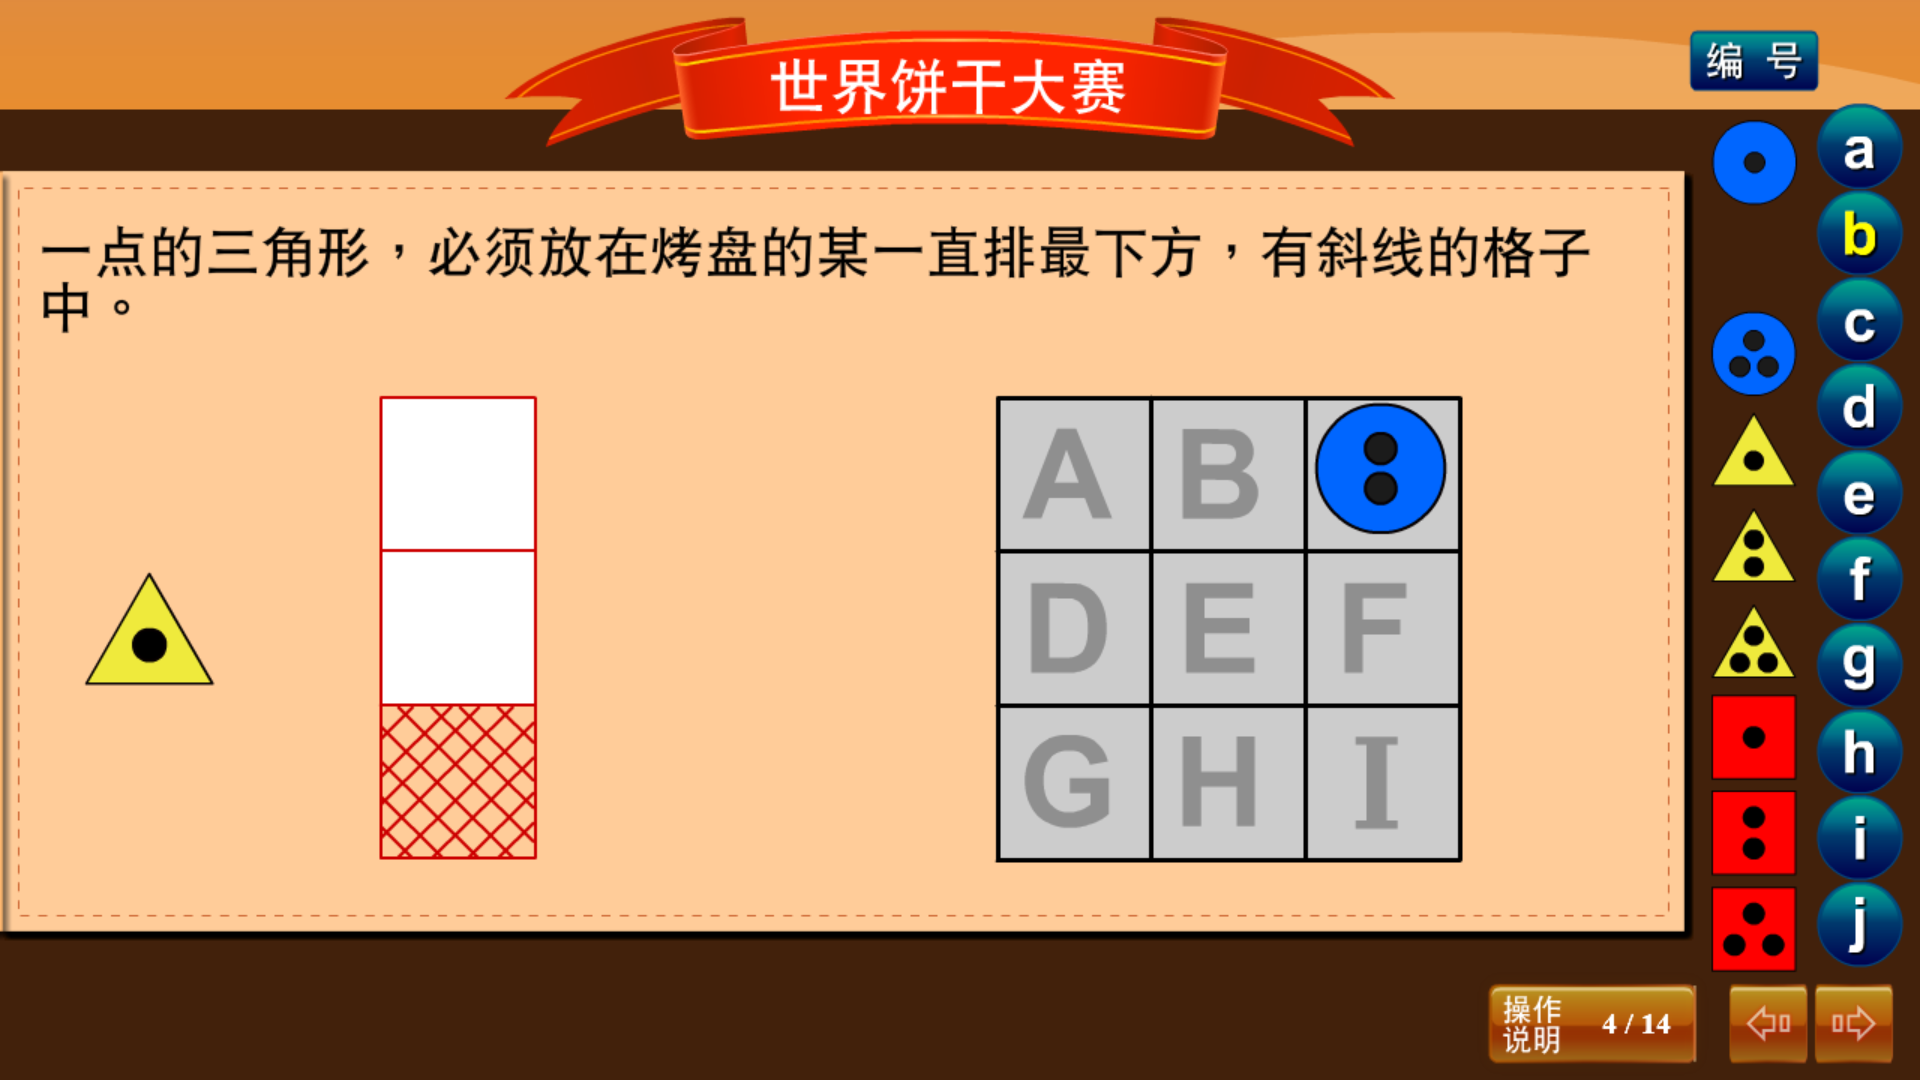 世界饼干大赛
编 号
一点的三角形，必须放在烤盘的某一直排最下方，有斜线的格子
中。
A B
D E F
G H I
a
b
c
d
e
f
g
h
i
j
操作
说明
4 / 14